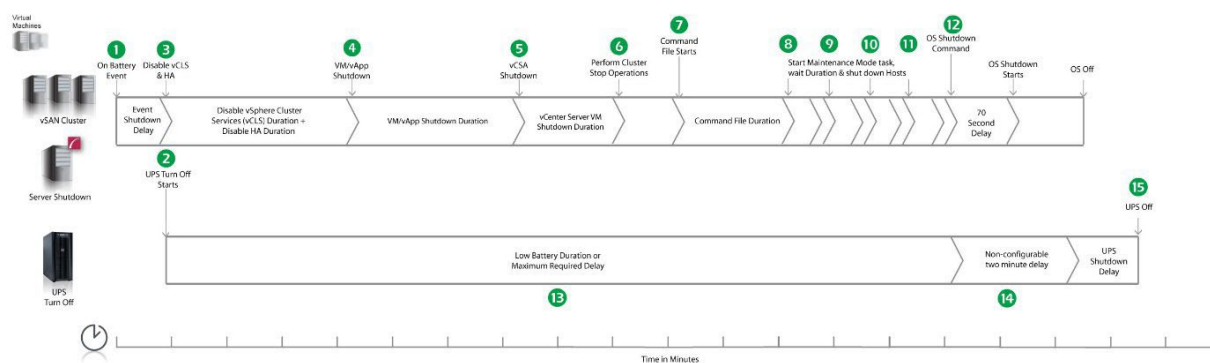 Virtual
Machines
1
On Battery
Event
3
Disable vCLS
& HA
4
VM/vApp
Shutdown
5
vCSA
Shutdown
6
Perform Cluster
Stop Operations
7
Command
File Starts
8
9
10
11
Start Maintenance Mode task,
wait Duration & shut down Hosts
12
OS Shutdown
Command
OS Shutdown
Starts
OS Off
vSAN Cluster
Event
Shutdown
Delay
Disable vSphere Cluster
Services (vCLS) Duration +
Disable HA Duration
VM/vApp Shutdown Duration
vCenter Server VM
Shutdown Duration
Command File Duration
70
Second
Delay
Server Shutdown
2
UPS Turn Off
Starts
15
UPS Off
UPS
Turn Off
Low Battery Duration or
Maximum Required Delay
Non-configurable
two minute delay
UPS
Shutdown
Delay
13
14
Time in Minutes